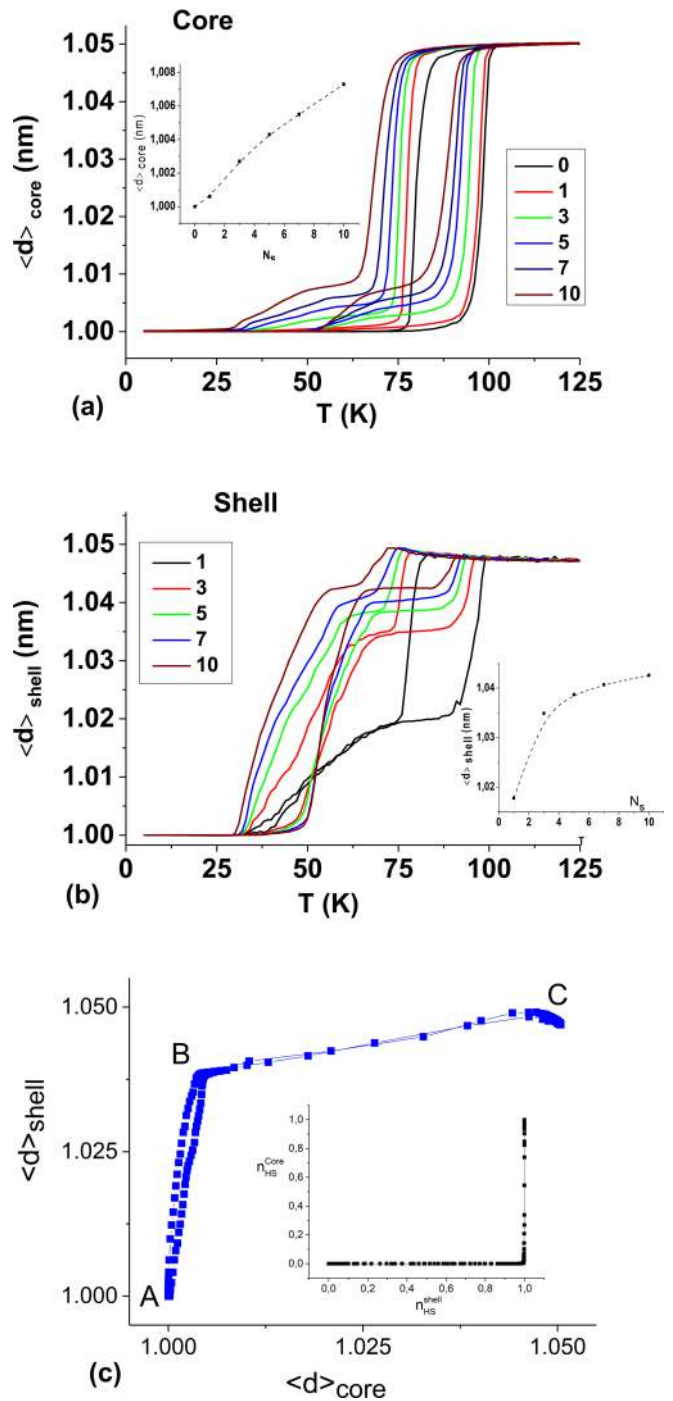 Core
1.05
1.04
1.03
1.02
1.01
1.00
<d> core (nm)
1,008
1,006
1,004
1,002
1,000
<d> core (nm)
0 2 4 6 8 10
Ns
0
1
3
5
7
10
0 25 50 75 100 125
T (K)
(a)
Shell
1.05
1.04
1.03
1.02
1.01
1.00
<d> shell (nm)
1
3
5
7
10
1,04
1,03
1,02
<d> shell (nm)
Ns
0 2 4 6 8 10
T
0 25 50 75 100 125
T (K)
(b)
1.050
1.025
1.000
<d>shell
A
B
C
1,0
0,8
0,6
0,4
0,2
0,0
nHS Core
0,0 0,2 0,4 0,6 0,8 1,0
nHS shell
1.000 1.025 1.050
<d>core
(c)